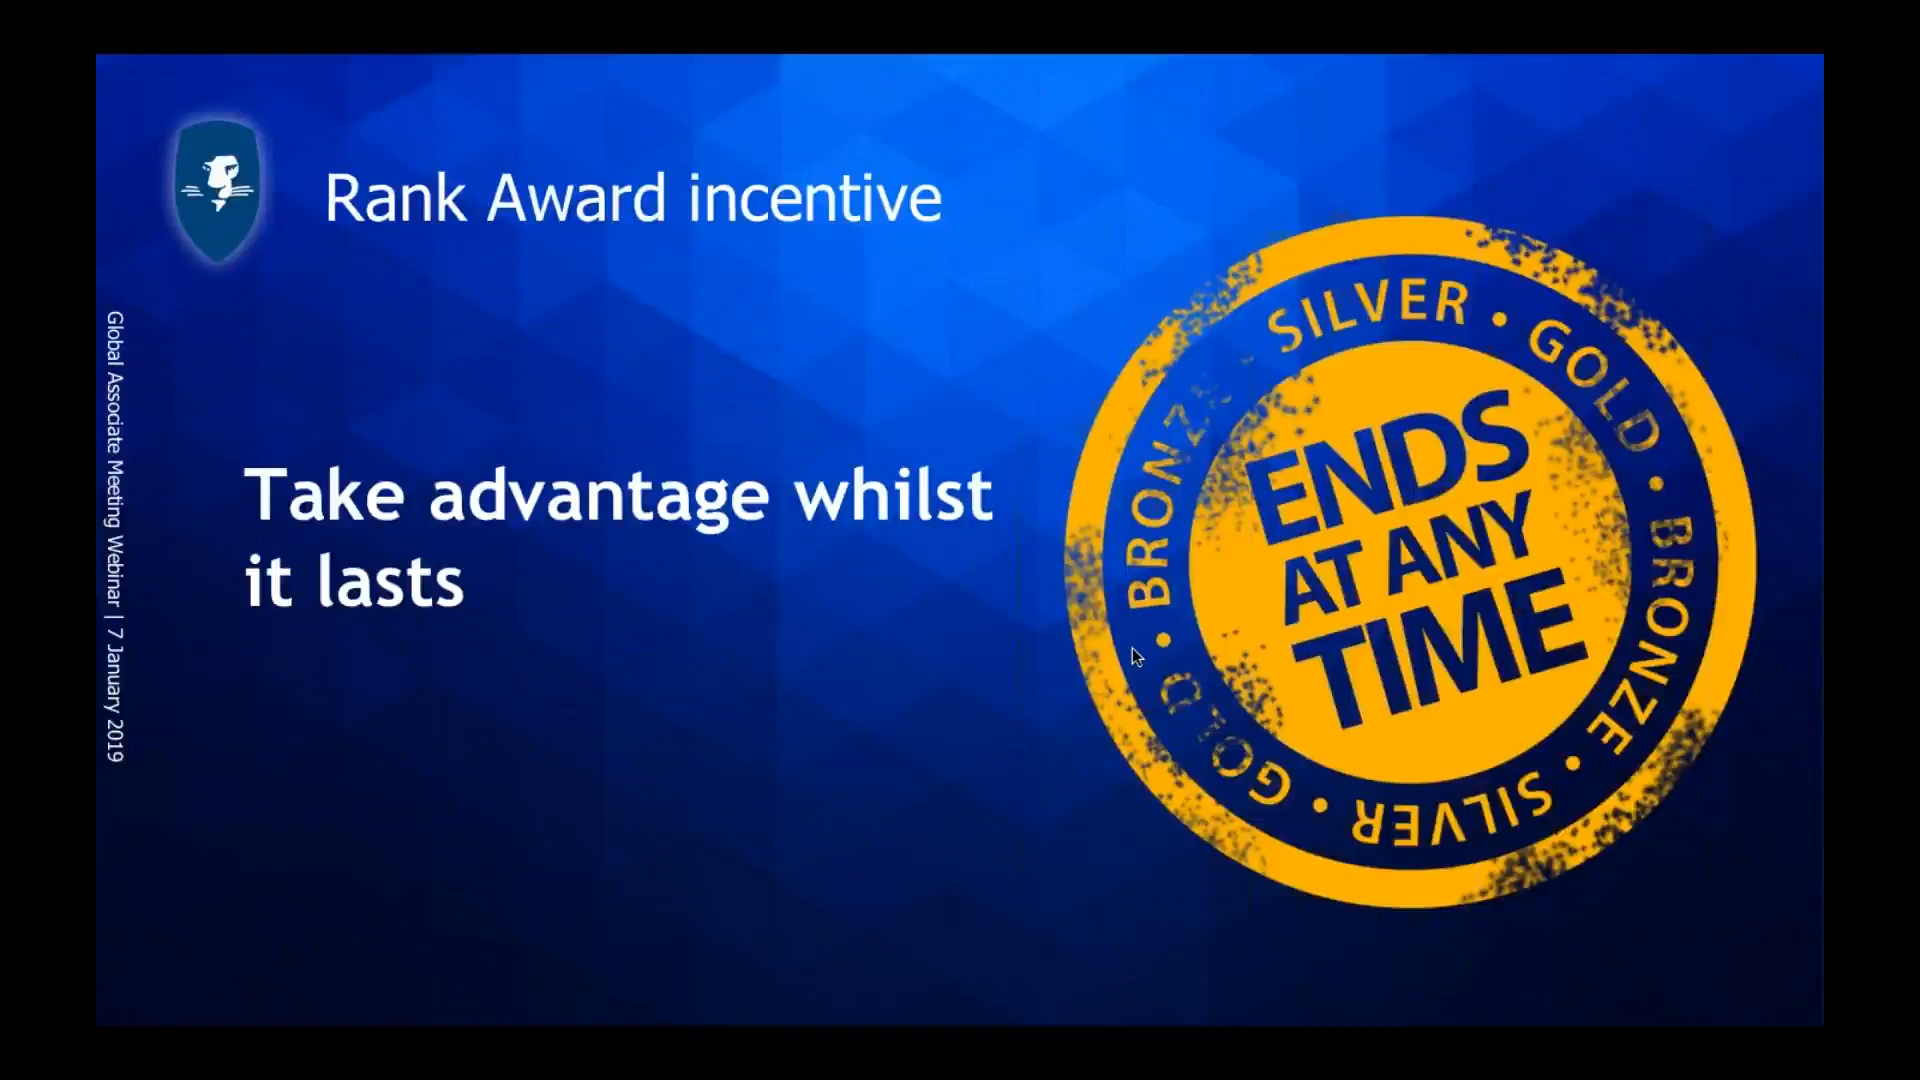 Rank Award incentive
Global Associate Meeting Webinar | 7 January 2019
Take advantage whilst
it lasts
SILVER • GOLD • BRONZE • SILVER • GOLD • BRONZ
ENDS
AT ANY
TIME